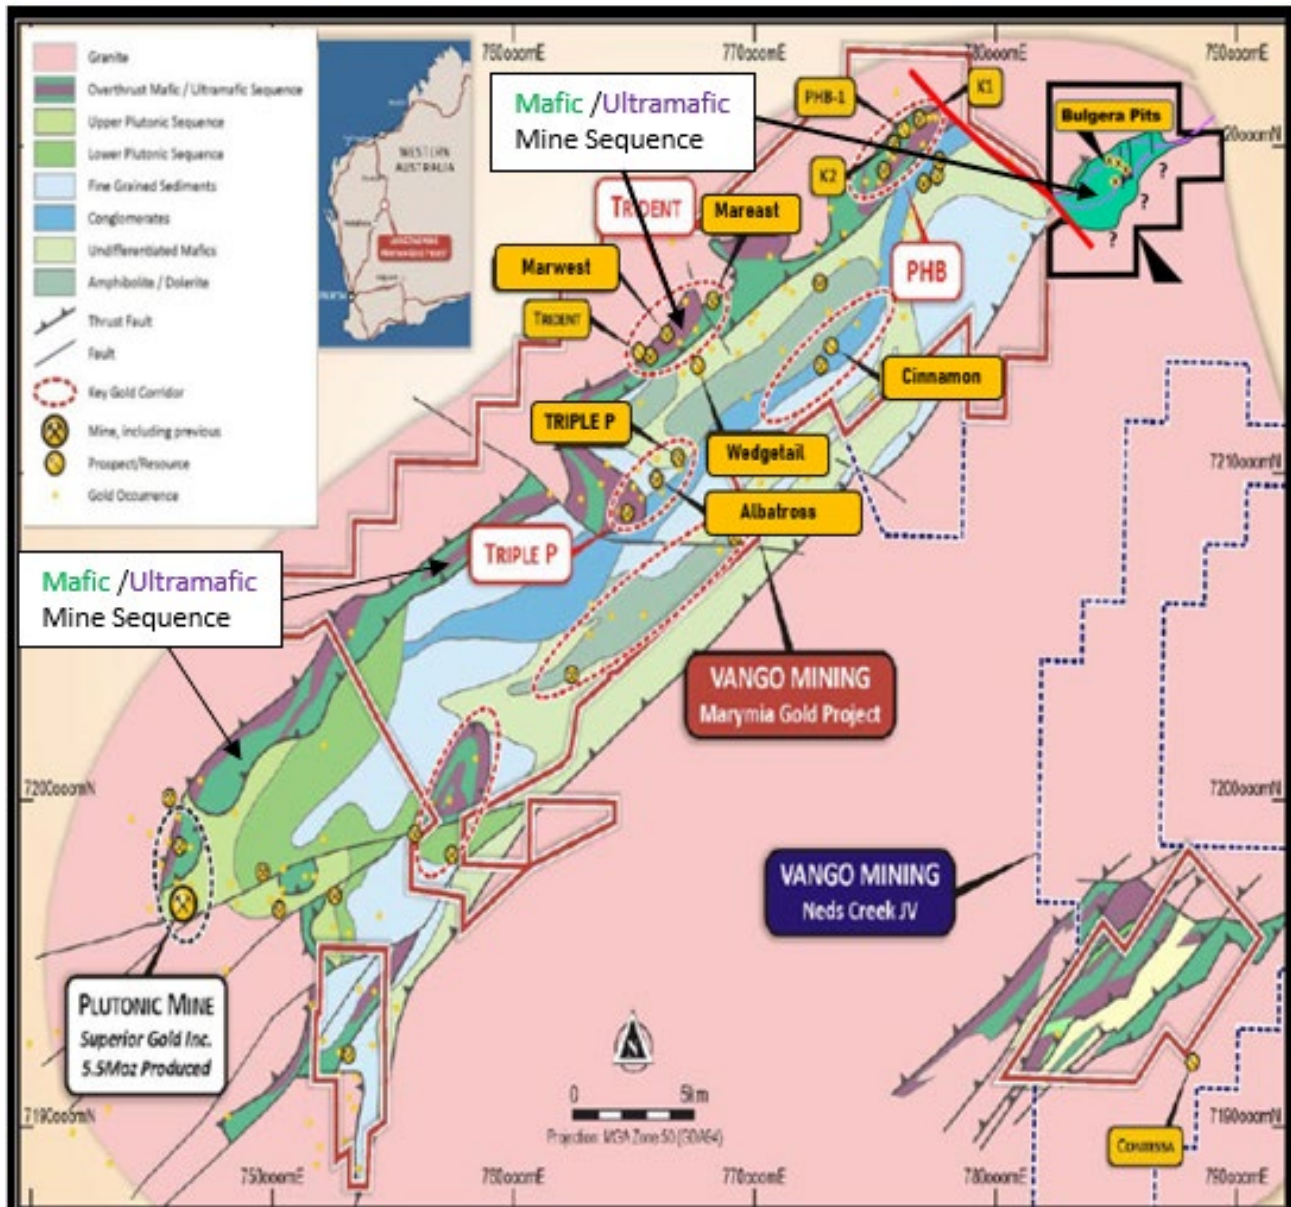 760000mE
770000mE
780000mE
790000mE
Granite
Overthrust Mafic / Ultramafic Sequence
Upper Plutonic Sequence
Lower Plutonic Sequence
Fine Grained Sediments
Conglomerates
Undifferentiated Mafics
Amphibolite / Dolerite
Thrust Fault
Fault
Key Gold Corridor
Mine, including previous
Prospect/Resource
Gold Occurrence
WESTERN
AUSTRALIA
Mafic /Ultramafic
Mine Sequence
PHB-1
K1
K2
Bulgera Pits
20000mN
?
?
?
TRIDENT
Mareast
Marwest
TRIDENT
PHB
Cinnamon
TRIPLE P
Wedgetail
Albatross
7210000mN
TRIPLE P
Mafic /Ultramafic
Mine Sequence
VANGO MINING
Marymia Gold Project
7200000mN
7200000mN
VANGO MINING
Neds Creek JV
PLUTONIC MINE
Superior Gold Inc.
5.5Moz Produced
N
0 5km
Projection: MGA Zone 50 (GDA94)
7190000mN
7190000mN
CONTESSA
750000mE
760000mE
770000mE
780000mE
790000mE